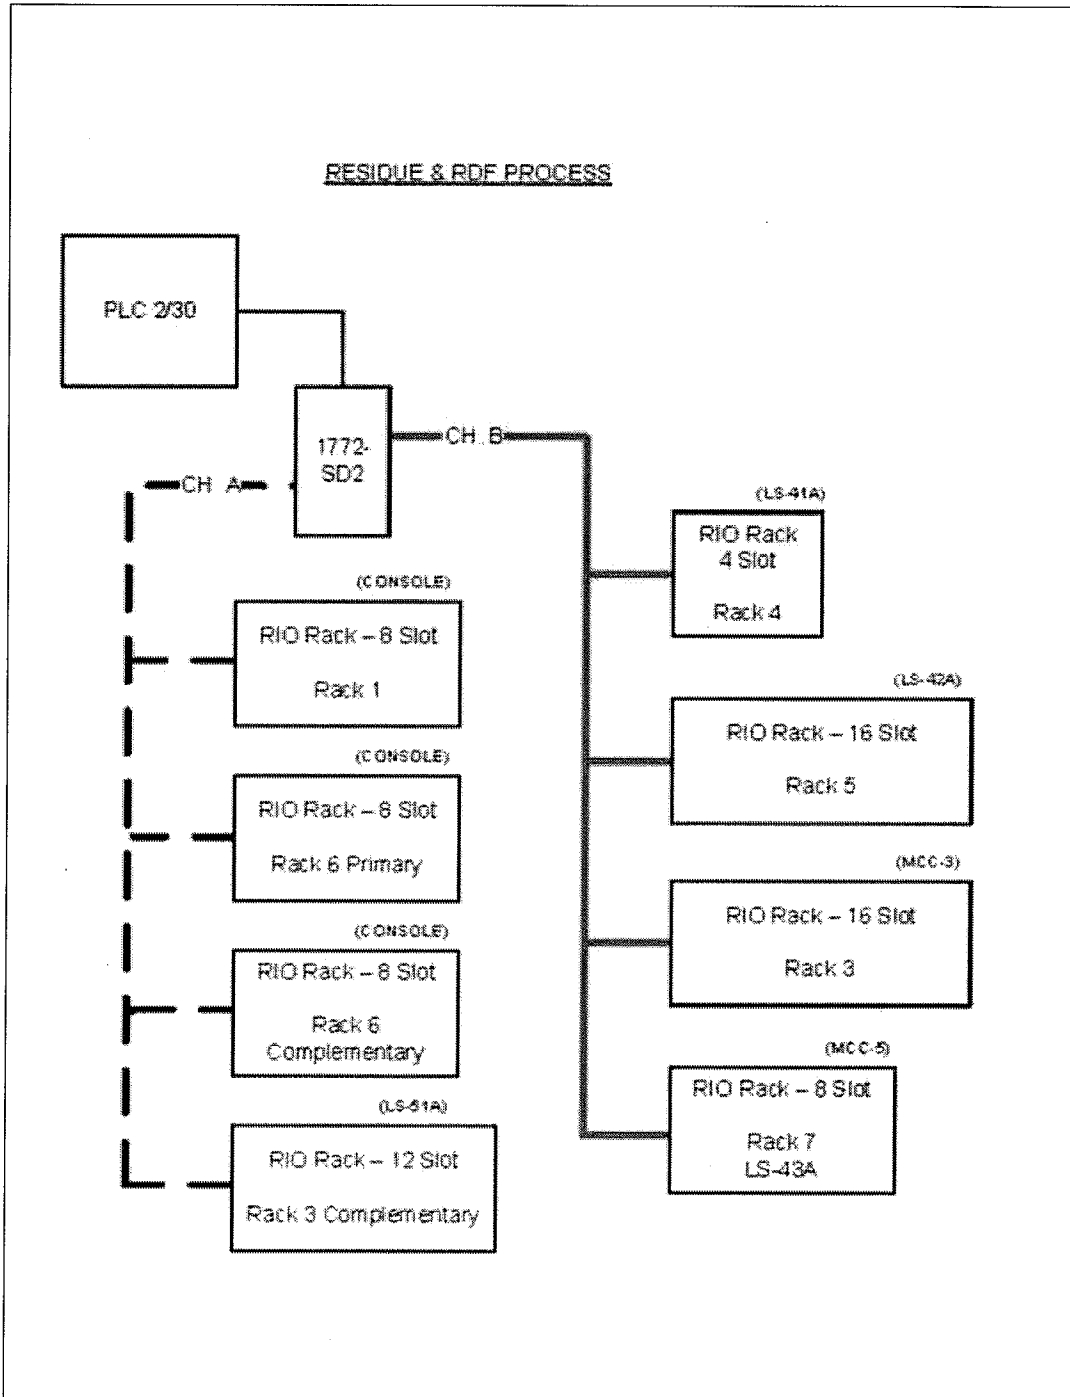 RESIDUE & RDF PROCESS
PLC 2/30
1772-
SD2
CH. A
CH. B
(CONSOLE)
RIO Rack – 8 Slot
Rack 1
(CONSOLE)
RIO Rack – 8 Slot
Rack 6 Primary
(CONSOLE)
RIO Rack – 8 Slot
Rack 6
Complementary
(LS-51A)
RIO Rack – 12 Slot
Rack 3 Complementary
(LS-41A)
RIO Rack
4 Slot
Rack 4
(LS-42A)
RIO Rack – 16 Slot
Rack 5
(MCC-3)
RIO Rack – 16 Slot
Rack 3
(MCC-5)
RIO Rack – 8 Slot
Rack 7
LS-43A